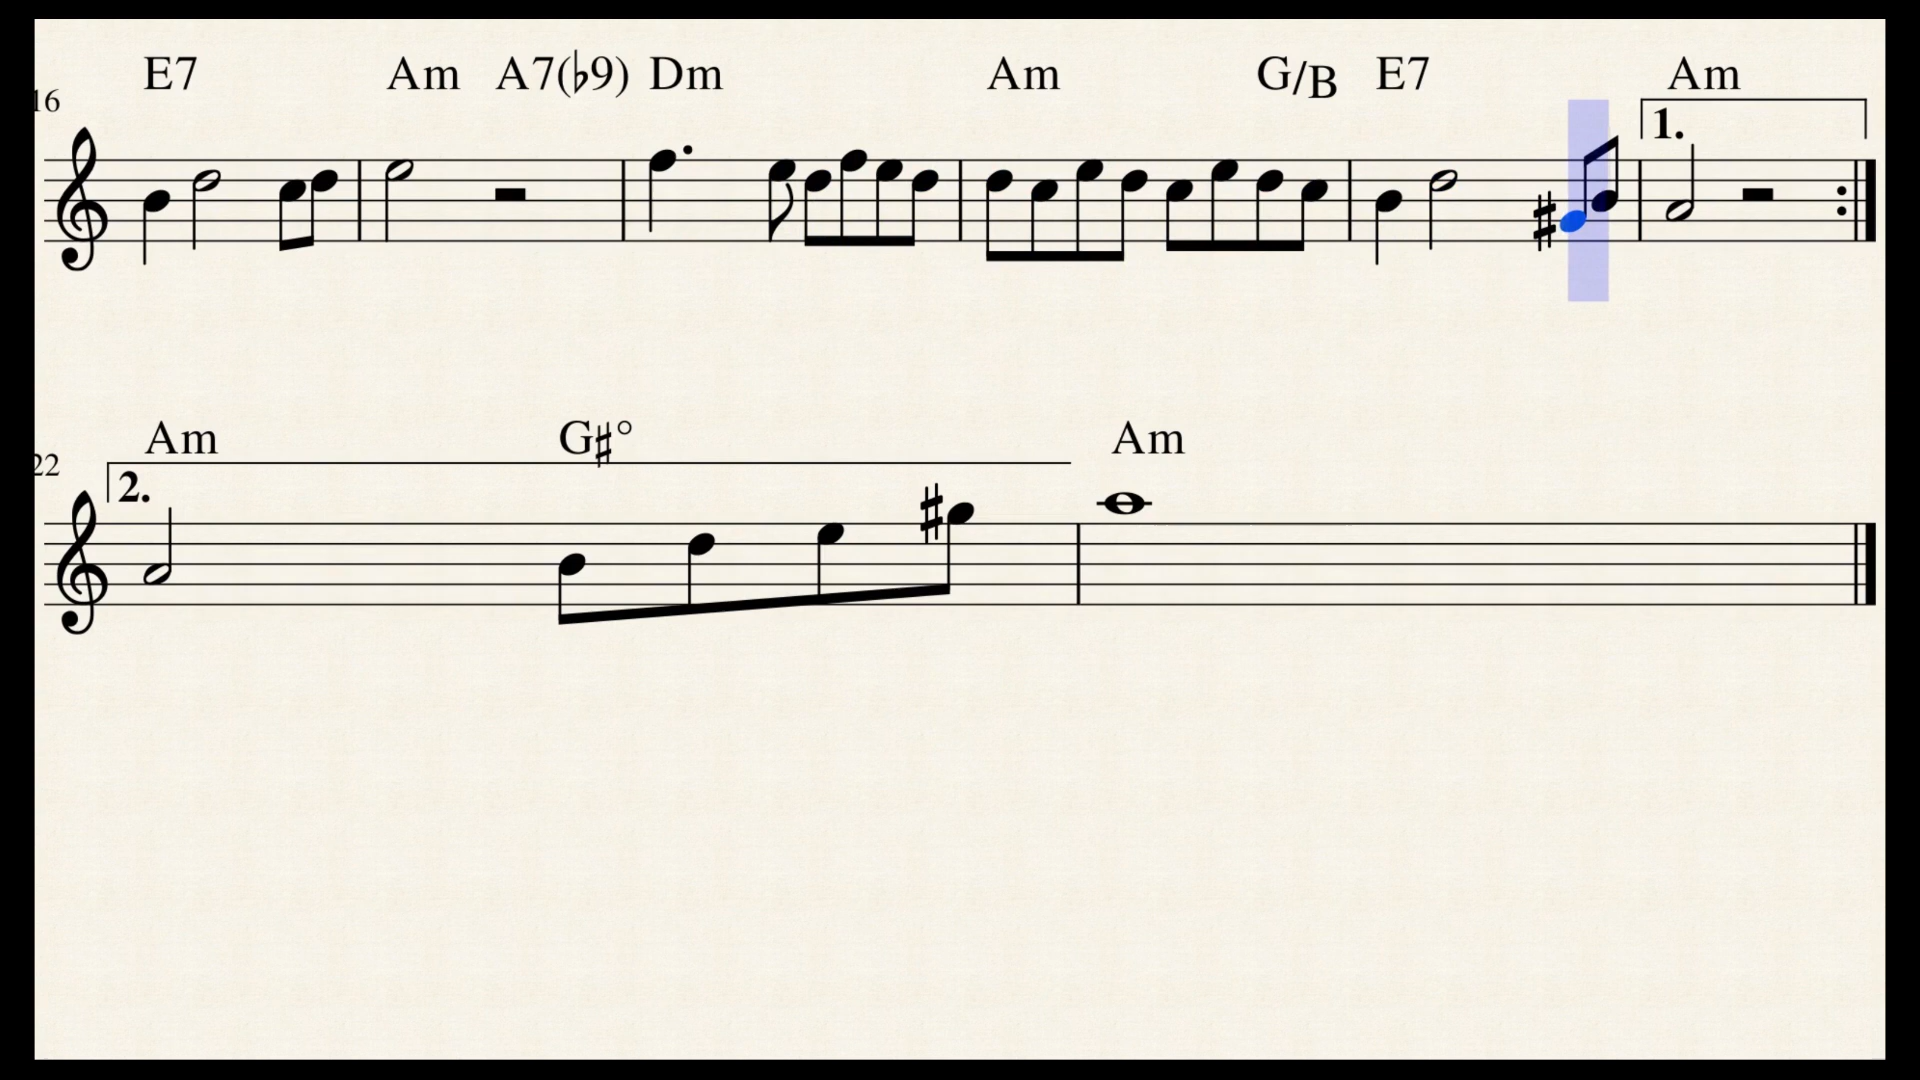 E7 Am A7(♭9) Dm Am G/B E7 Am
16
1.
Am G♯° Am
22
2.